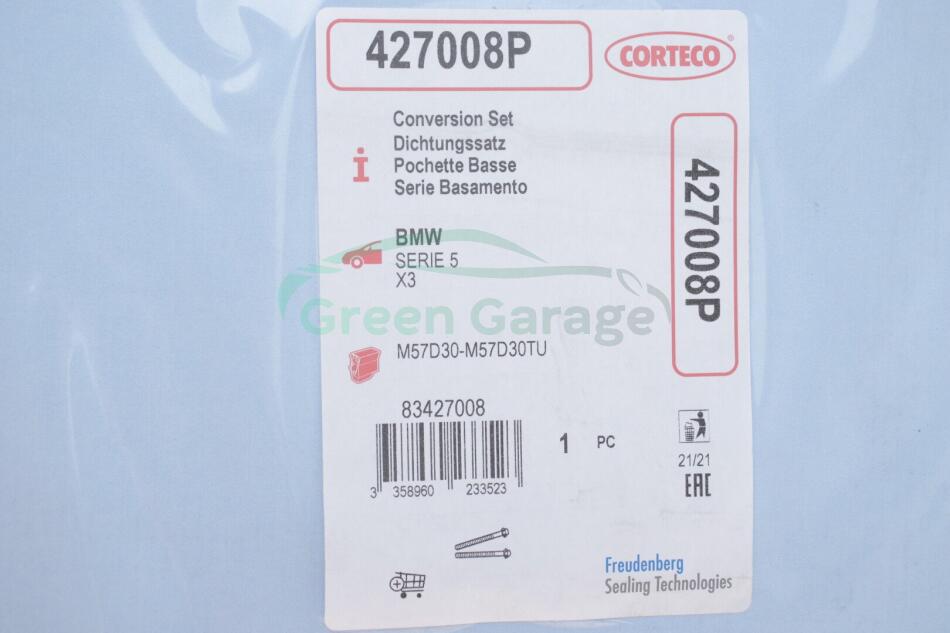 427008P
CORTECO®
Conversion Set
Dichtungssatz
Pochette Basse
Serie Basamento
427008P
BMW
SERIE 5
X3
Green Garage
M57D30-M57D30TU
83427008
3 358960 233523
1 PC
21/21
EAC
Freudenberg
Sealing Technologies